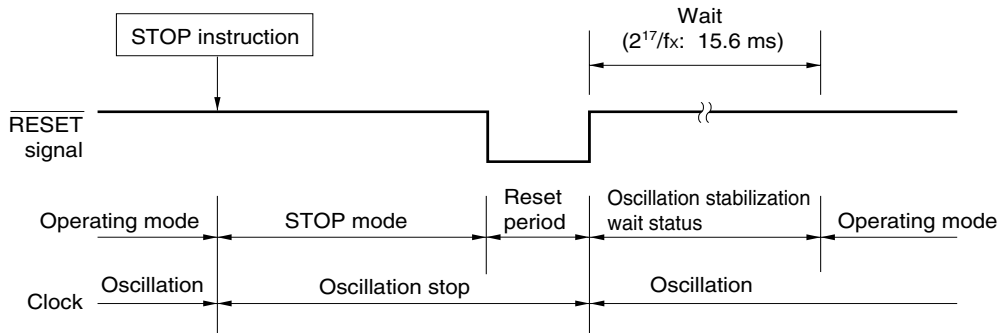 Wait
(2¹⁷/fx: 15.6 ms)
STOP instruction
RESET
signal
Operating mode
STOP mode
Reset
period
Oscillation stabilization
wait status
Operating mode
Clock
Oscillation
Oscillation stop
Oscillation